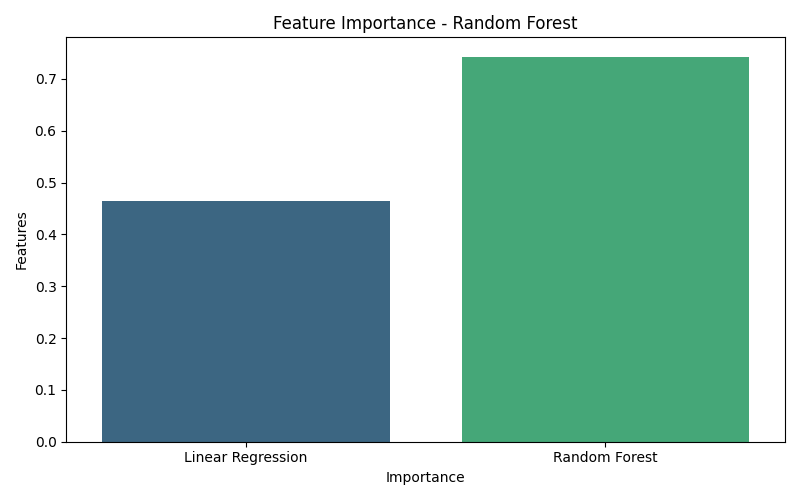 Feature Importance - Random Forest
0.7
0.6
0.5
0.4
0.3
0.2
0.1
0.0
Features
Linear Regression
Random Forest
Importance